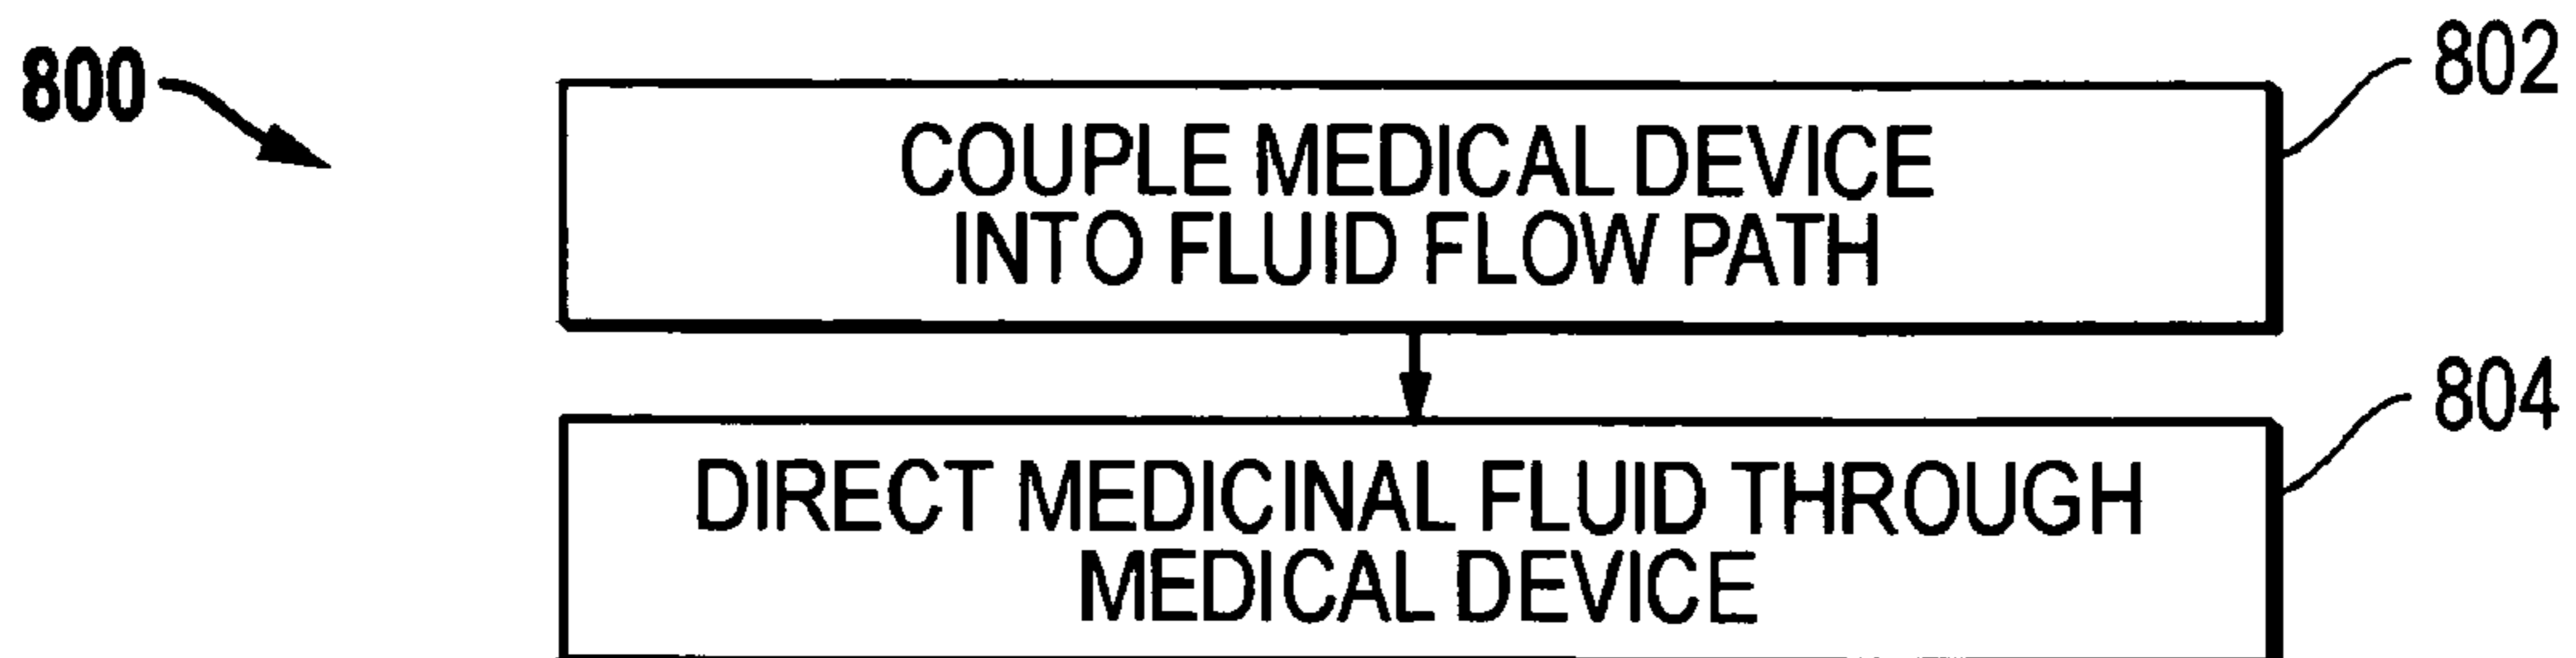 800
802
COUPLE MEDICAL DEVICE
INTO FLUID FLOW PATH
804
DIRECT MEDICINAL FLUID THROUGH
MEDICAL DEVICE